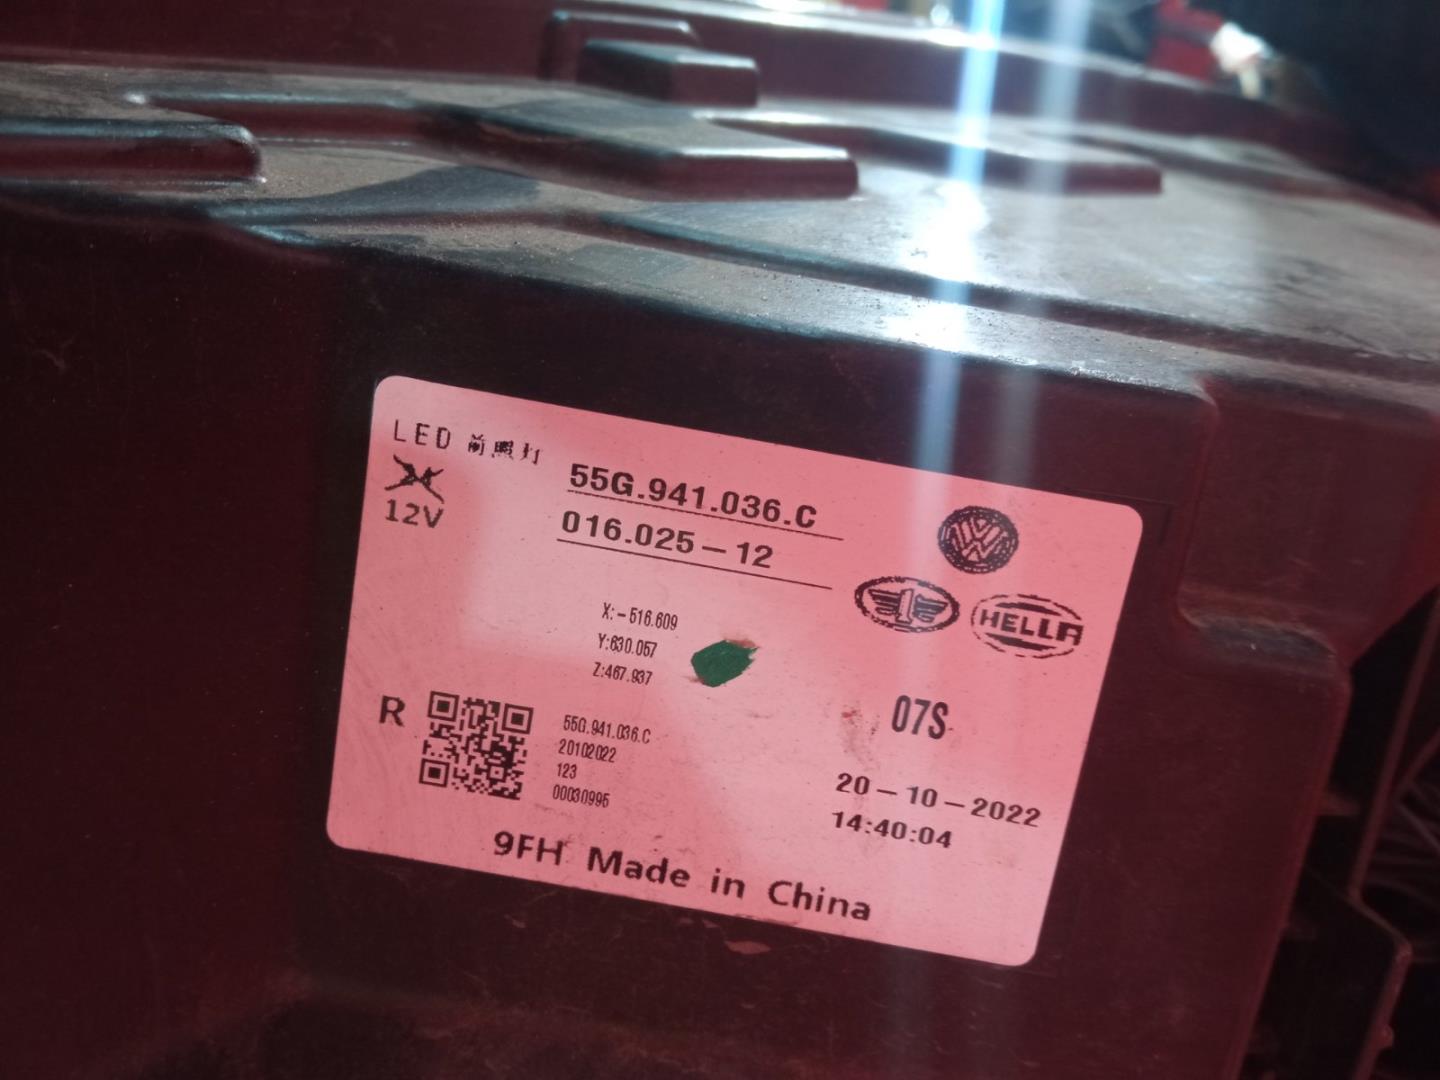 LED 前照灯
12V
55G.941.036.C
016.025-12
HELLA
X:-516.609
Y:630.057
Z:467.937
R
55G.941.036.C
20102022
123
00030995
07S
20-10-2022
14:40:04
9FH Made in China